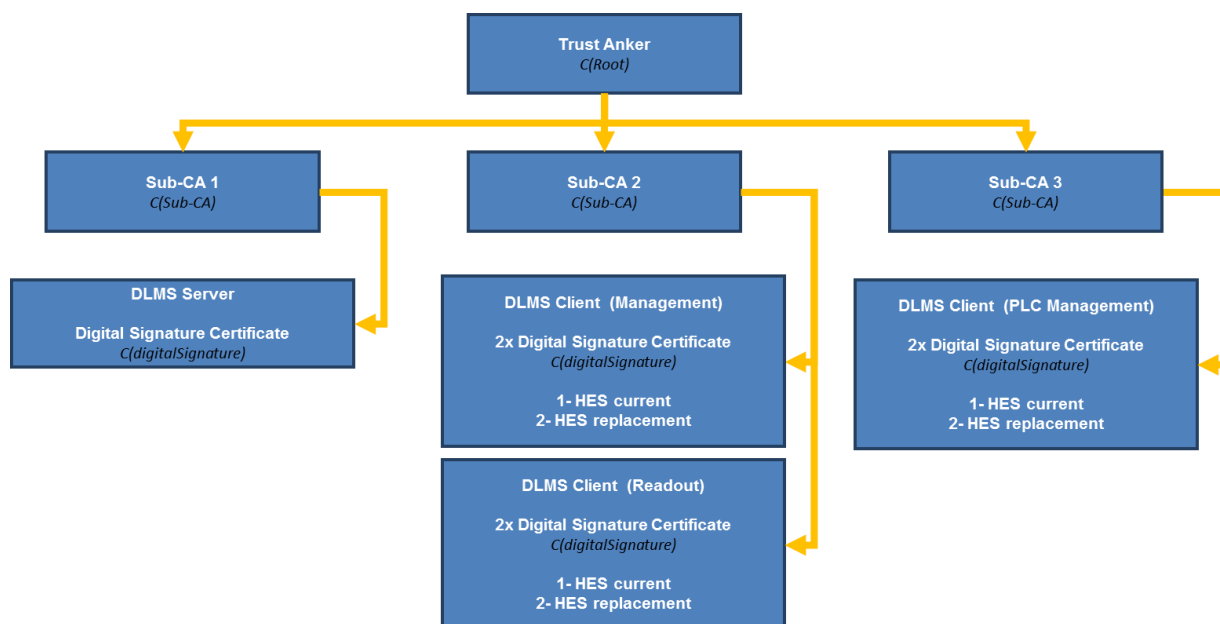 Trust Anker
C(Root)
Sub-CA 1
C(Sub-CA)
Sub-CA 2
C(Sub-CA)
Sub-CA 3
C(Sub-CA)
DLMS Server
Digital Signature Certificate
C(digitalSignature)
DLMS Client (Management)
2x Digital Signature Certificate
C(digitalSignature)
1- HES current
2- HES replacement
DLMS Client (PLC Management)
2x Digital Signature Certificate
C(digitalSignature)
1- HES current
2- HES replacement
DLMS Client (Readout)
2x Digital Signature Certificate
C(digitalSignature)
1- HES current
2- HES replacement